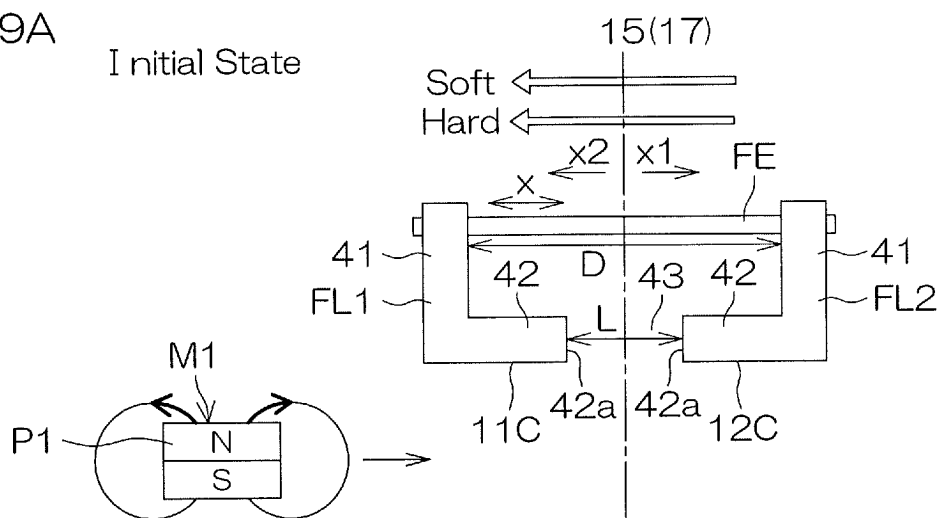 9A
15(17)
Initial State
Soft
Hard
x2 x1 FE
x
41 D 41
42 43 42
FL1 L FL2
M1
42a 42a
11C 12C
P1 N
S